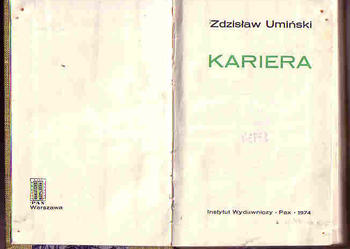 PAX
Warszawa
Zdzisław Umiński
KARIERA
Instytut Wydawniczy · Pax · 1974